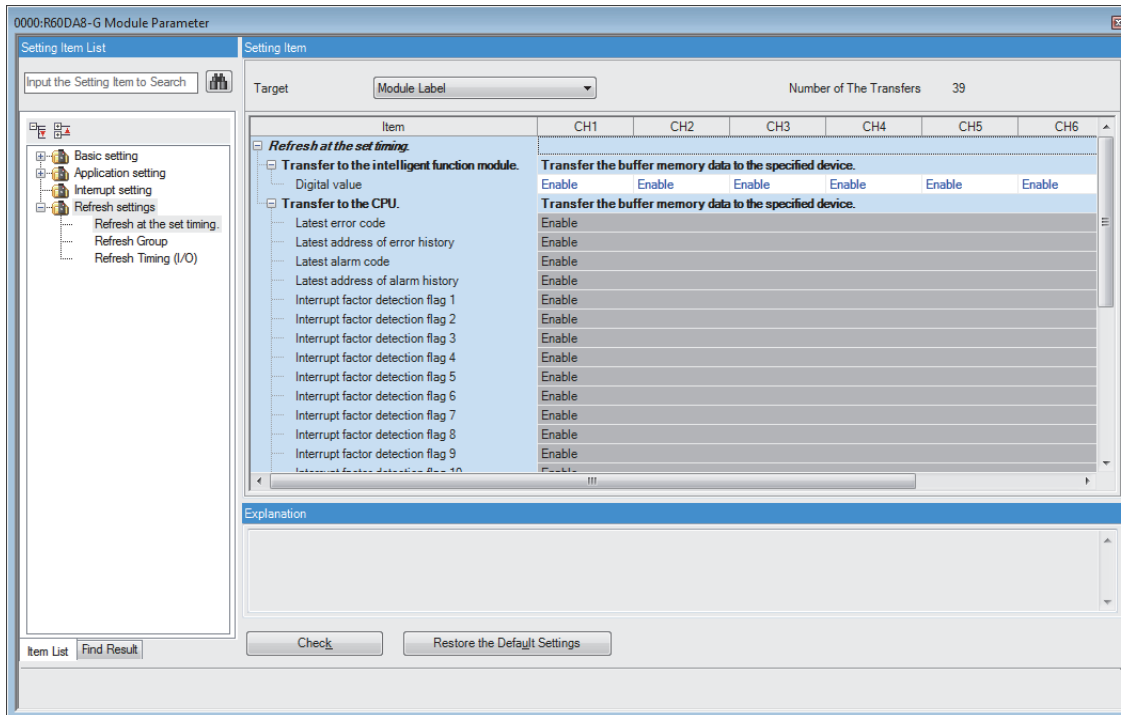 0000:R60DA8-G Module Parameter
Setting Item List
Input the Setting Item to Search
Basic setting
Application setting
Interrupt setting
Refresh settings
Refresh at the set timing.
Refresh Group
Refresh Timing (I/O)
Item List Find Result
Setting Item
Target Module Label Number of The Transfers 39
Item CH1 CH2 CH3 CH4 CH5 CH6
Refresh at the set timing.
Transfer to the intelligent function module. Transfer the buffer memory data to the specified device.
Digital value Enable Enable Enable Enable Enable Enable
Transfer to the CPU. Transfer the buffer memory data to the specified device.
Latest error code Enable
Latest address of error history Enable
Latest alarm code Enable
Latest address of alarm history Enable
Interrupt factor detection flag 1 Enable
Interrupt factor detection flag 2 Enable
Interrupt factor detection flag 3 Enable
Interrupt factor detection flag 4 Enable
Interrupt factor detection flag 5 Enable
Interrupt factor detection flag 6 Enable
Interrupt factor detection flag 7 Enable
Interrupt factor detection flag 8 Enable
Interrupt factor detection flag 9 Enable
Interrupt factor detection flag 10 Enable
Explanation
Check Restore the Default Settings